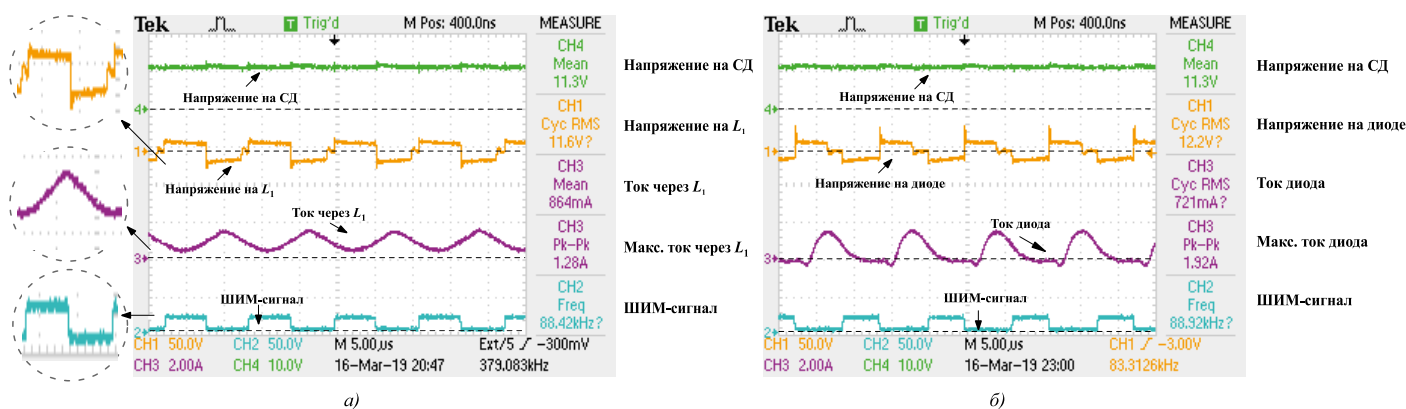 Tek Trig'd M Pos: 400.0ns MEASURE
CH4
Mean
11.3V
Напряжение на СД
4
CH1
Cyc RMS
11.6V?
1
Напряжение на L1
CH3
Mean
864mA
Ток через L1
CH3
Pk-Pk
1.28A
3
CH2
Freq
88.42kHz?
ШИМ-сигнал
2
CH1 50.0V CH2 50.0V M 5.00µs Ext/5 -300mV
CH3 2.00A CH4 10.0V 16-Mar-19 20:47 379.083kHz
Напряжение на СД
Напряжение на L1
Ток через L1
Макс. ток через L1
ШИМ-сигнал
а)
Tek Trig'd M Pos: 400.0ns MEASURE
CH4
Mean
11.3V
Напряжение на СД
4
CH1
Cyc RMS
12.2V?
1
Напряжение на диоде
CH3
Cyc RMS
721mA?
Ток диода
CH3
Pk-Pk
1.92A
3
CH2
Freq
88.92kHz?
ШИМ-сигнал
2
CH1 50.0V CH2 50.0V M 5.00µs CH1 -3.00V
CH3 2.00A CH4 10.0V 16-Mar-19 23:00 83.3126kHz
Напряжение на СД
Напряжение на диоде
Ток диода
Макс. ток диода
ШИМ-сигнал
б)